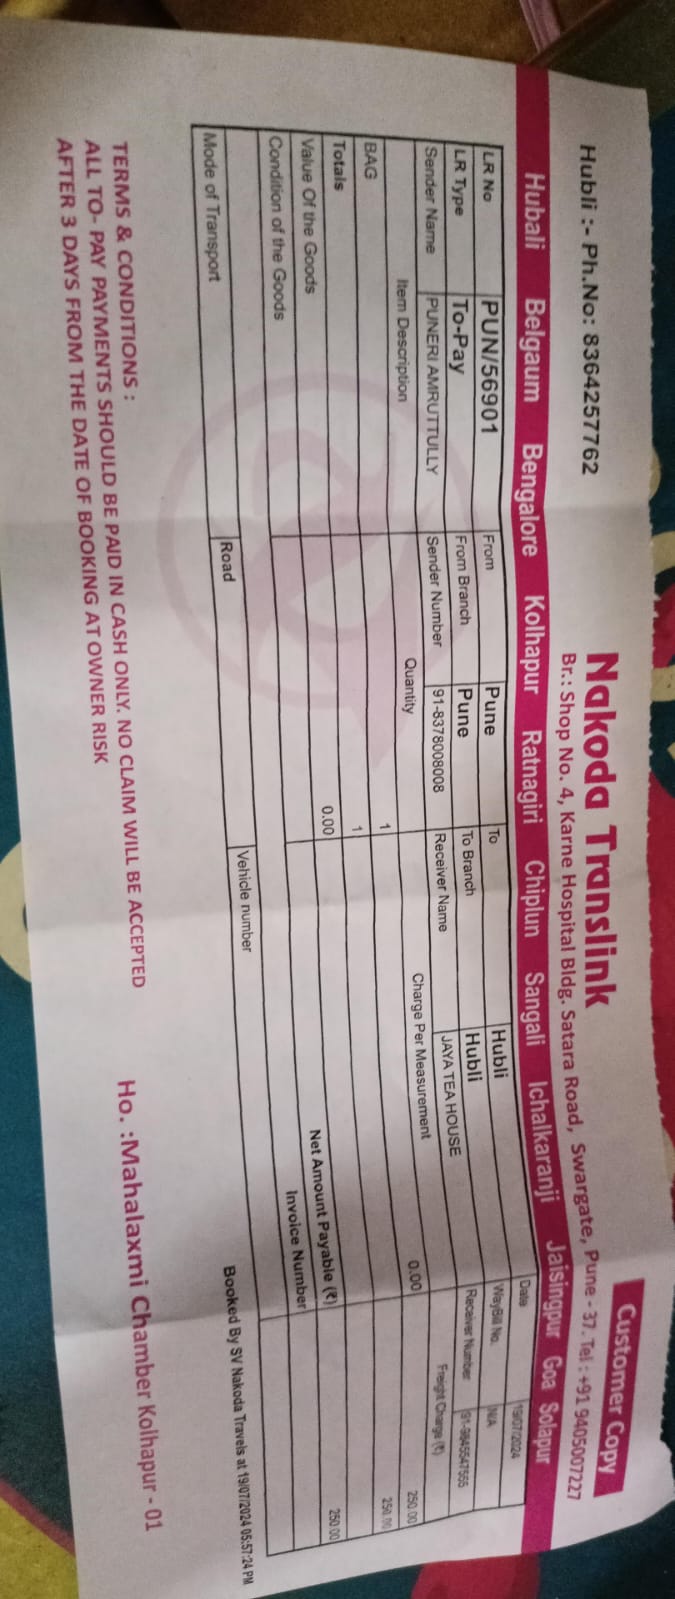 Customer Copy
Nakoda Translink
Hubli :- Ph.No: 8364257762
Br.: Shop No. 4, Karne Hospital Bldg. Satara Road, Swargate, Pune - 37. Tel : +91 9405007227
Hubali Belgaum Bengalore Kolhapur Ratnagiri Chiplun Sangali Ichalkaranji Jaisingpur Goa Solapur
LR No PUN/56901 From Pune To Hubli Date 19/07/2024
LR Type To-Pay From Branch Pune To Branch Hubli WayBill No. N/A
Sender Name PUNERI AMRUTTULLY Sender Number 91-8378008008 Receiver Name JAYA TEA HOUSE Receiver Number 91-9845547555
Item Description Quantity Charge Per Measurement Freight Charge (₹)
BAG 1 0.00 250.00
Totals 1 250.00
Value Of the Goods 0.00 Net Amount Payable (₹) 250.00
Condition of the Goods Invoice Number
Mode of Transport Road Vehicle number
Booked By SV Nakoda Travels at 19/07/2024 05:57:24 PM
TERMS & CONDITIONS :
ALL TO- PAY PAYMENTS SHOULD BE PAID IN CASH ONLY. NO CLAIM WILL BE ACCEPTED
AFTER 3 DAYS FROM THE DATE OF BOOKING AT OWNER RISK
Ho. :Mahalaxmi Chamber Kolhapur - 01